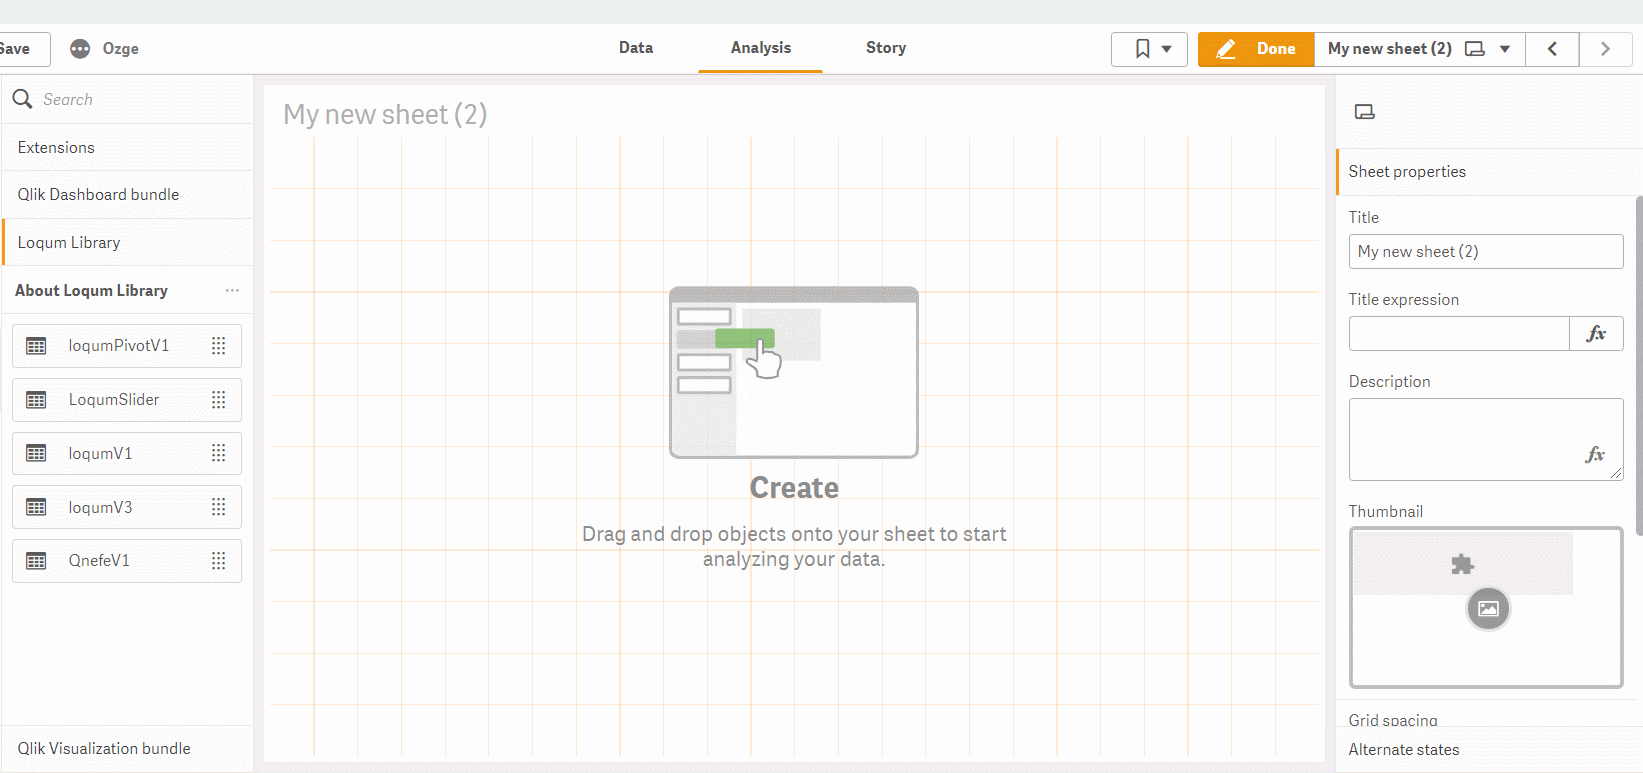 Save
Ozge
Data
Analysis
Story
Done
My new sheet (2)
Search
Extensions
Qlik Dashboard bundle
Loqum Library
About Loqum Library
loqumPivotV1
LoqumSlider
loqumV1
loqumV3
QnefeV1
Qlik Visualization bundle
My new sheet (2)
Create
Drag and drop objects onto your sheet to start
analyzing your data.
Sheet properties
Title
My new sheet (2)
Title expression
fx
Description
fx
Thumbnail
Grid spacing
Alternate states